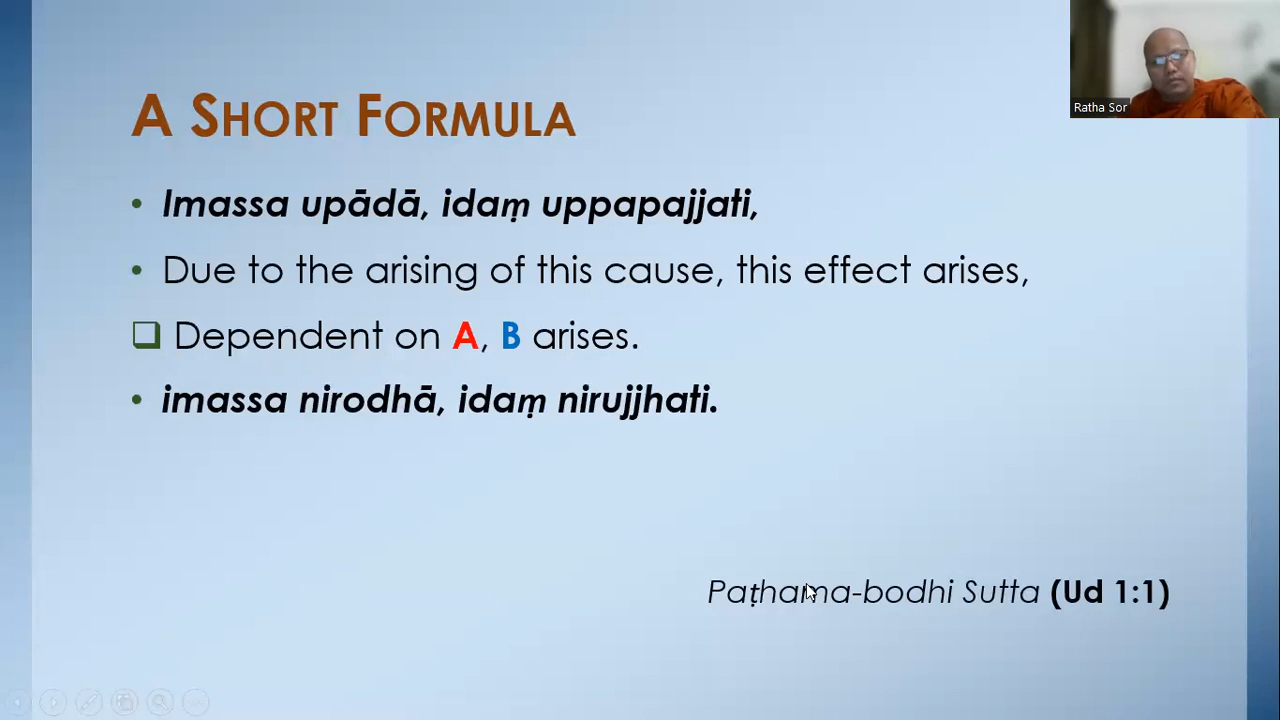 A Short Formula
Ratha Sor
• Imassa upādā, idaṃ uppapajjati,
• Due to the arising of this cause, this effect arises,
❑ Dependent on A, B arises.
• imassa nirodhā, idaṃ nirujjhati.
Paṭhama-bodhi Sutta (Ud 1:1)